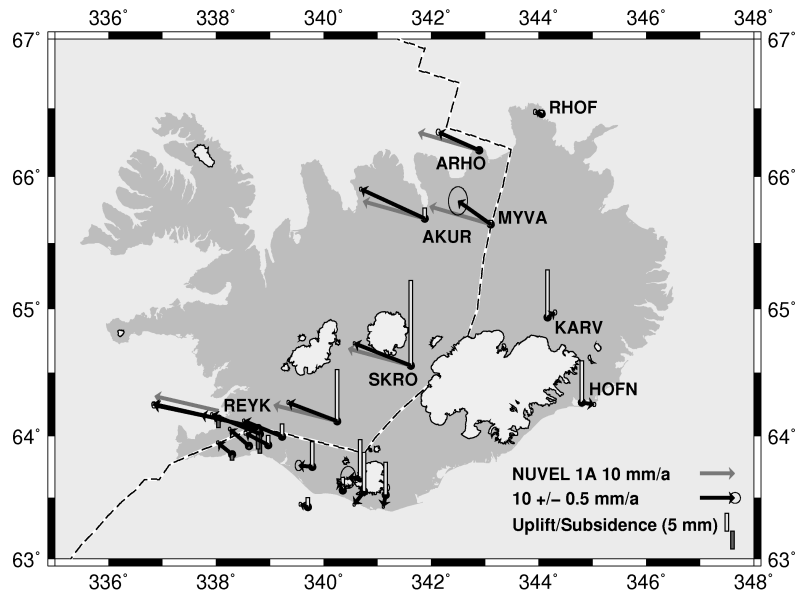 336° 338° 340° 342° 344° 346° 348°
67° 67°
RHOF
ARHO
66° 66°
MYVA
AKUR
65° 65°
KARV
SKRO
HOFN
REYK
64° 64°
NUVEL 1A 10 mm/a
10 +/− 0.5 mm/a
Uplift/Subsidence (5 mm)
63° 63°
336° 338° 340° 342° 344° 346° 348°